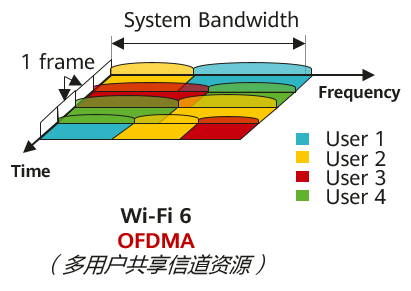 System Bandwidth
1 frame
Frequency
Time
User 1
User 2
User 3
User 4
Wi-Fi 6
OFDMA
（多用户共享信道资源）